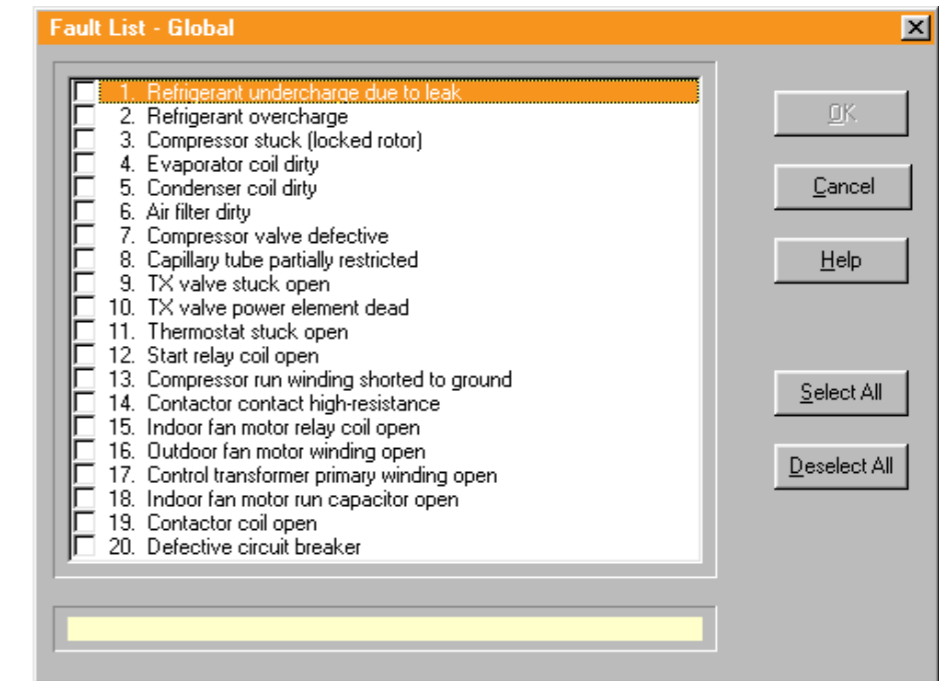 Fault List - Global
1. Refrigerant undercharge due to leak
2. Refrigerant overcharge
3. Compressor stuck (locked rotor)
4. Evaporator coil dirty
5. Condenser coil dirty
6. Air filter dirty
7. Compressor valve defective
8. Capillary tube partially restricted
9. TX valve stuck open
10. TX valve power element dead
11. Thermostat stuck open
12. Start relay coil open
13. Compressor run winding shorted to ground
14. Contactor contact high-resistance
15. Indoor fan motor relay coil open
16. Outdoor fan motor winding open
17. Control transformer primary winding open
18. Indoor fan motor run capacitor open
19. Contactor coil open
20. Defective circuit breaker
OK
Cancel
Help
Select All
Deselect All